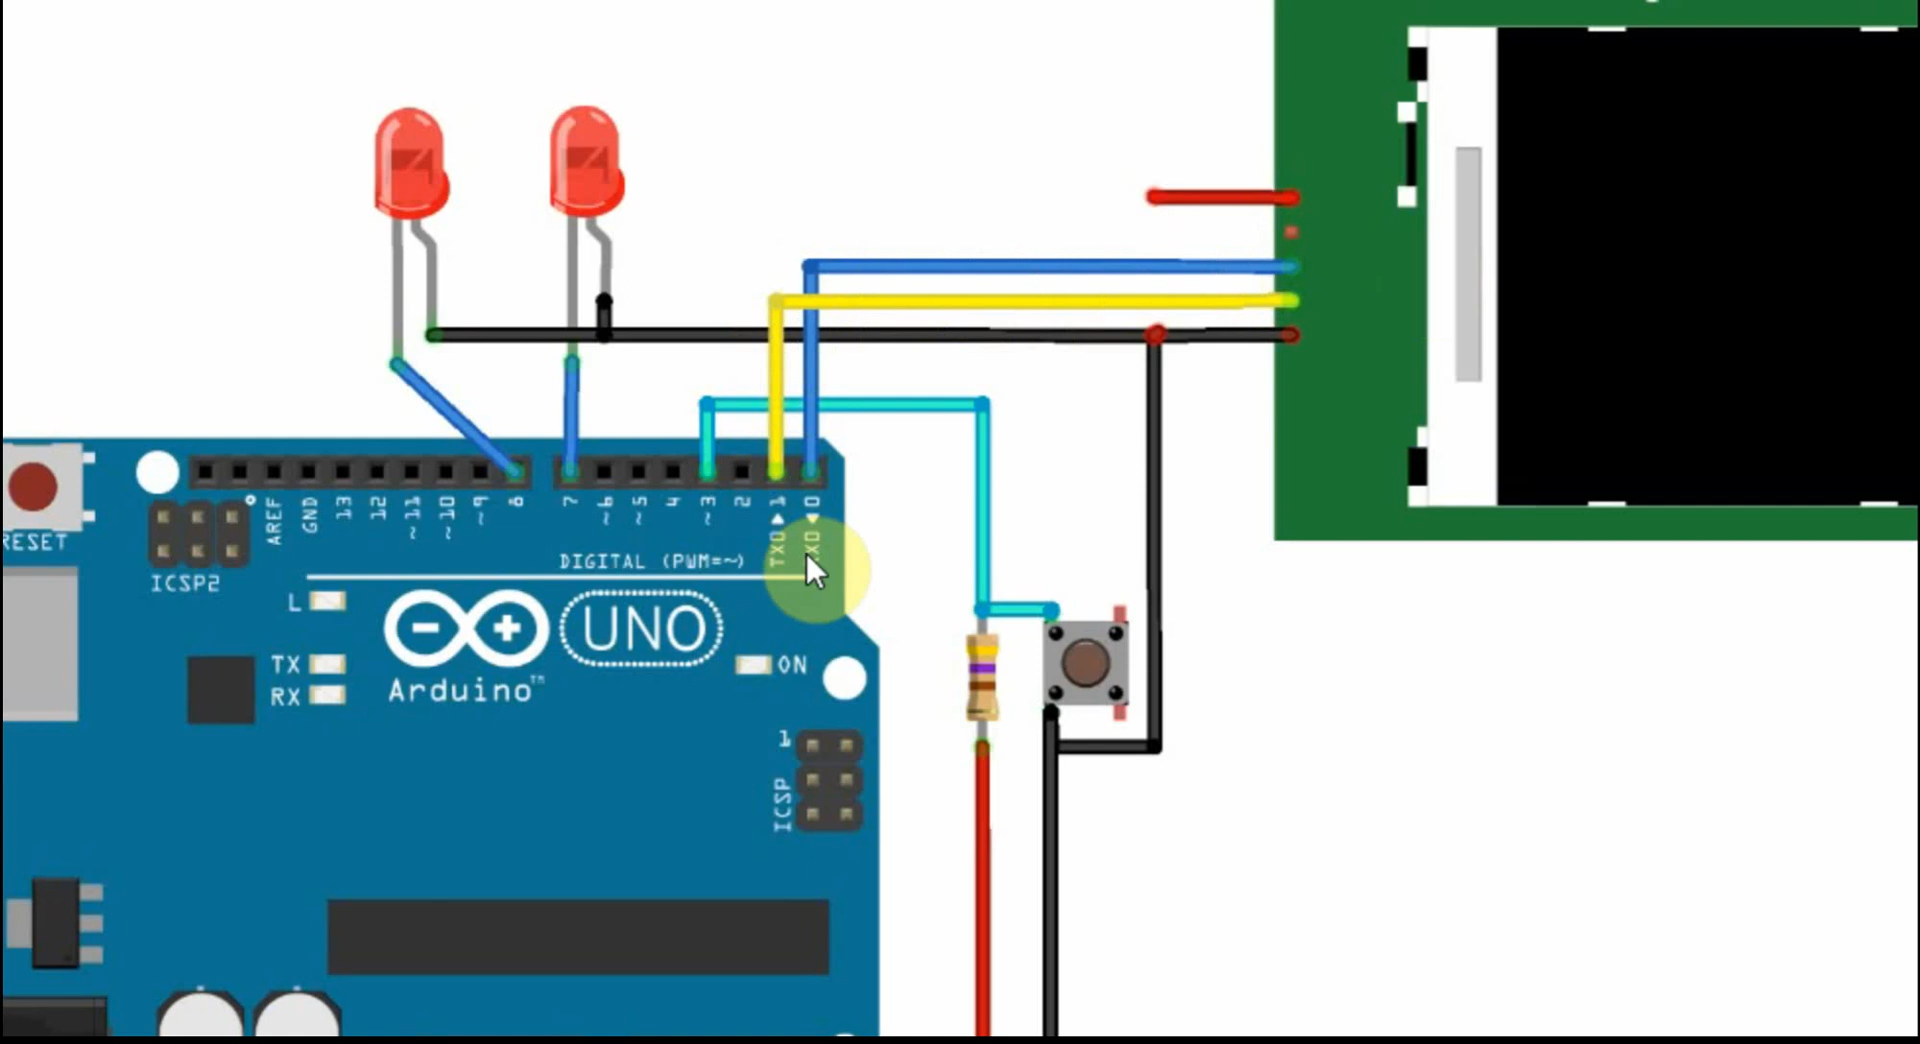 RESET
ICSP2
AREF
GND
13
12
~11
~10
~9
8
7
~6
~5
4
~3
2
TX0▶1
RX0◀0
DIGITAL (PWM=~)
L
TX
RX
UNO
ON
Arduino™
1
ICSP